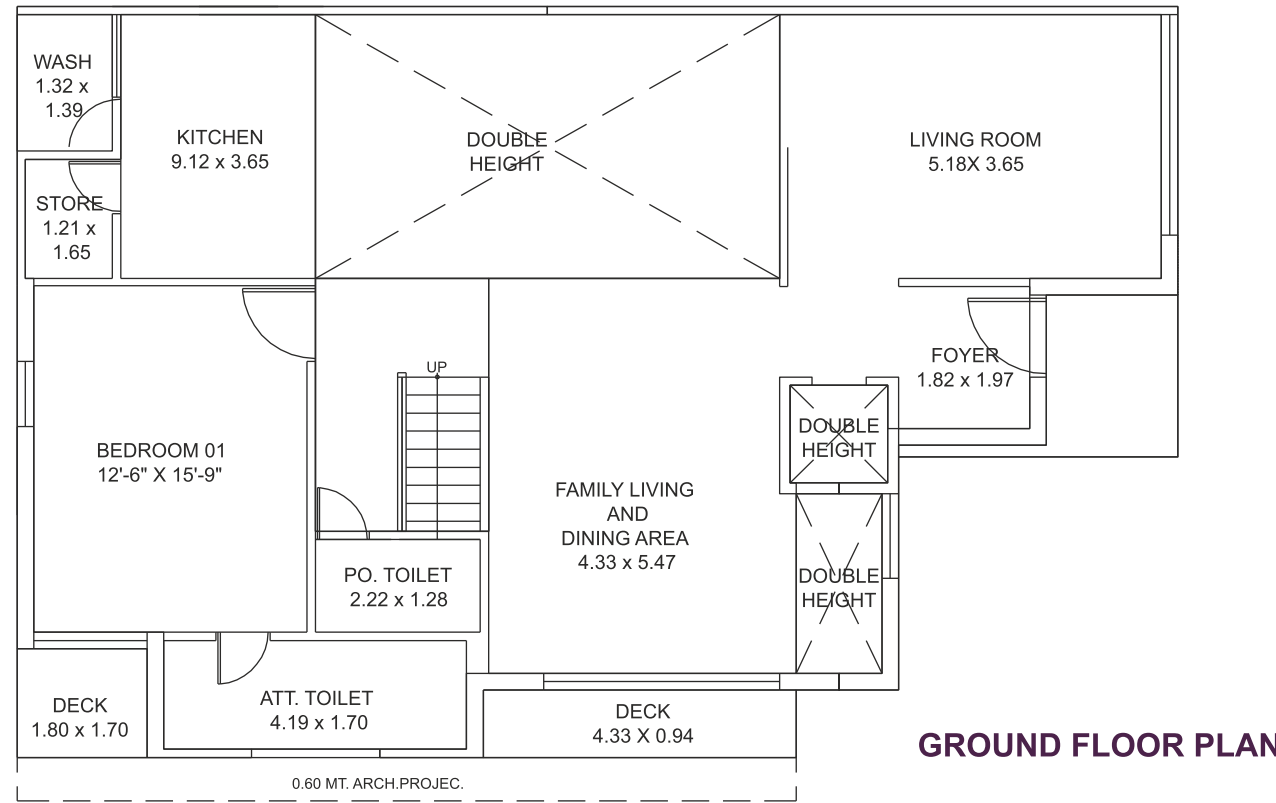 WASH
1.32 x
1.39
KITCHEN
9.12 x 3.65
DOUBLE
HEIGHT
LIVING ROOM
5.18X 3.65
STORE
1.21 x
1.65
UP
FOYER
1.82 x 1.97
DOUBLE
HEIGHT
BEDROOM 01
12'-6" X 15'-9"
FAMILY LIVING
AND
DINING AREA
4.33 x 5.47
PO. TOILET
2.22 x 1.28
DOUBLE
HEIGHT
DECK
1.80 x 1.70
ATT. TOILET
4.19 x 1.70
DECK
4.33 X 0.94
GROUND FLOOR PLAN
0.60 MT. ARCH.PROJEC.